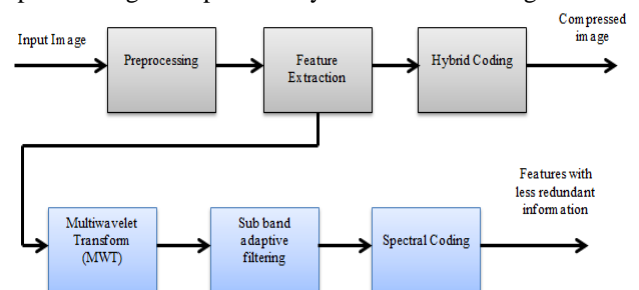 Input Image
Preprocessing
Feature
Extraction
Hybrid Coding
Compressed
image
Multiwavelet
Transform
(MWT)
Sub band
adaptive
filtering
Spectral Coding
Features with
less redundant
information